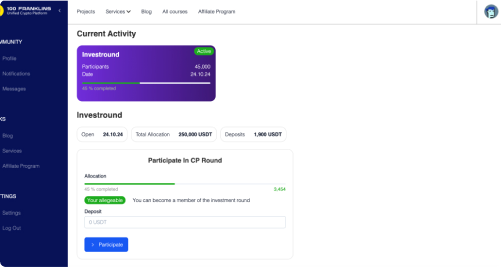 100 FRANKLINS
Unified Crypto Platform
Projects
Services
Blog
All courses
Affiliate Program
MMUNITY
Profile
Notifications
Messages
KS
Blog
Services
Affiliate Program
TINGS
Settings
Log Out
Current Activity
Investround
Active
Participants 45,000
Date 24.10.24
45 % completed
Investround
Open 24.10.24
Total Allocation 250,000 USDT
Deposits 1,900 USDT
Participate In CP Round
Allocation
45 % completed
3,404
Your allegeable
You can become a member of the investment round
Deposit
0 USDT
Participate